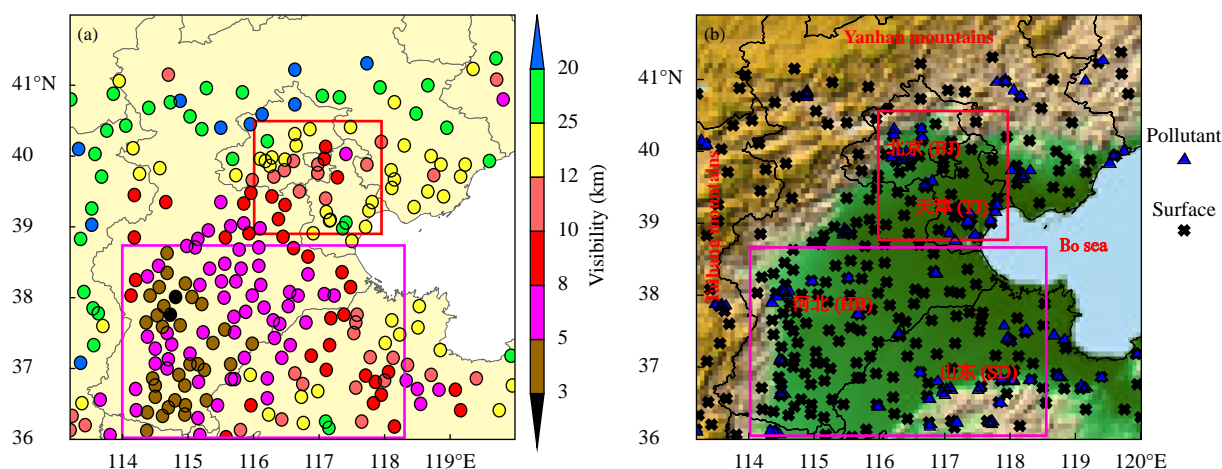 (a)
41°N
40
39
38
37
36
114
115
116
117
118
119°E
20
25
12
10
8
5
3
Visibility (km)
(b)
Yanhan mountains
Taihang mountains
北京 (BJ)
天津 (TJ)
Bo sea
河北 (HB)
山东 (SD)
41°N
40
39
38
37
36
114
115
116
117
118
119
120°E
Pollutant
Surface